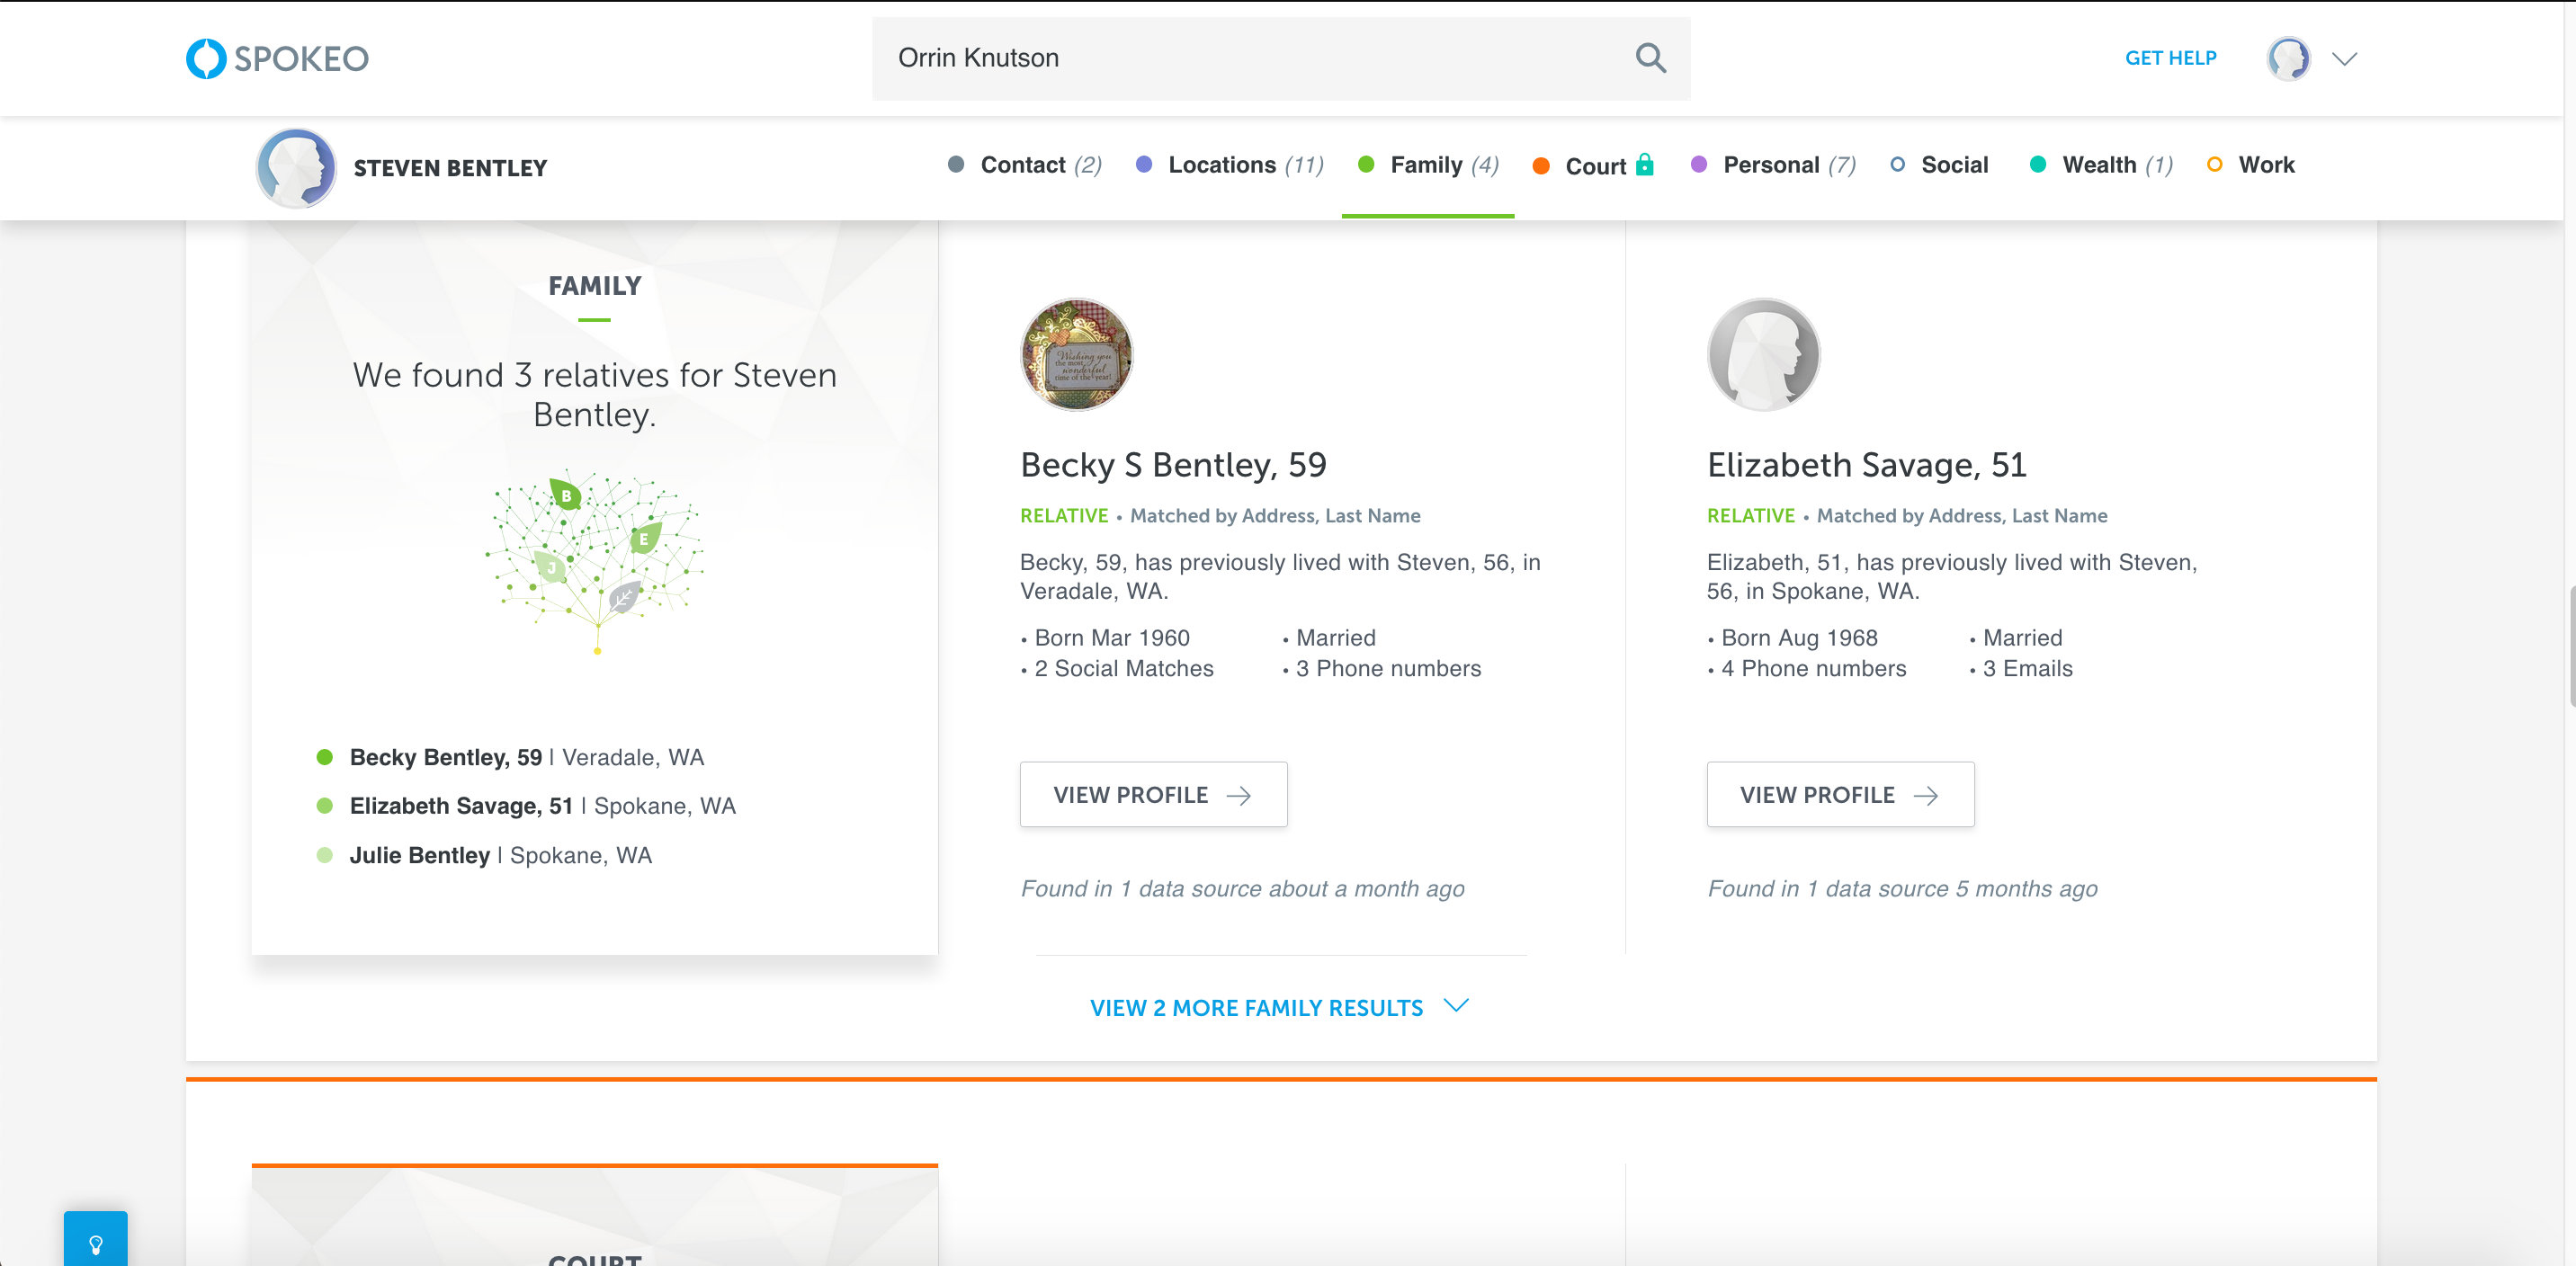 SPOKEO
Orrin Knutson
GET HELP
STEVEN BENTLEY
Contact (2)
Locations (11)
Family (4)
Court
Personal (7)
Social
Wealth (1)
Work
FAMILY
We found 3 relatives for Steven
Bentley.
B
E
J
Becky Bentley, 59 | Veradale, WA
Elizabeth Savage, 51 | Spokane, WA
Julie Bentley | Spokane, WA
Wishing you
the most
wonderful
time of the year!
Becky S Bentley, 59
RELATIVE • Matched by Address, Last Name
Becky, 59, has previously lived with Steven, 56, in
Veradale, WA.
• Born Mar 1960
• Married
• 2 Social Matches
• 3 Phone numbers
VIEW PROFILE
Found in 1 data source about a month ago
Elizabeth Savage, 51
RELATIVE • Matched by Address, Last Name
Elizabeth, 51, has previously lived with Steven,
56, in Spokane, WA.
• Born Aug 1968
• Married
• 4 Phone numbers
• 3 Emails
VIEW PROFILE
Found in 1 data source 5 months ago
VIEW 2 MORE FAMILY RESULTS
COURT